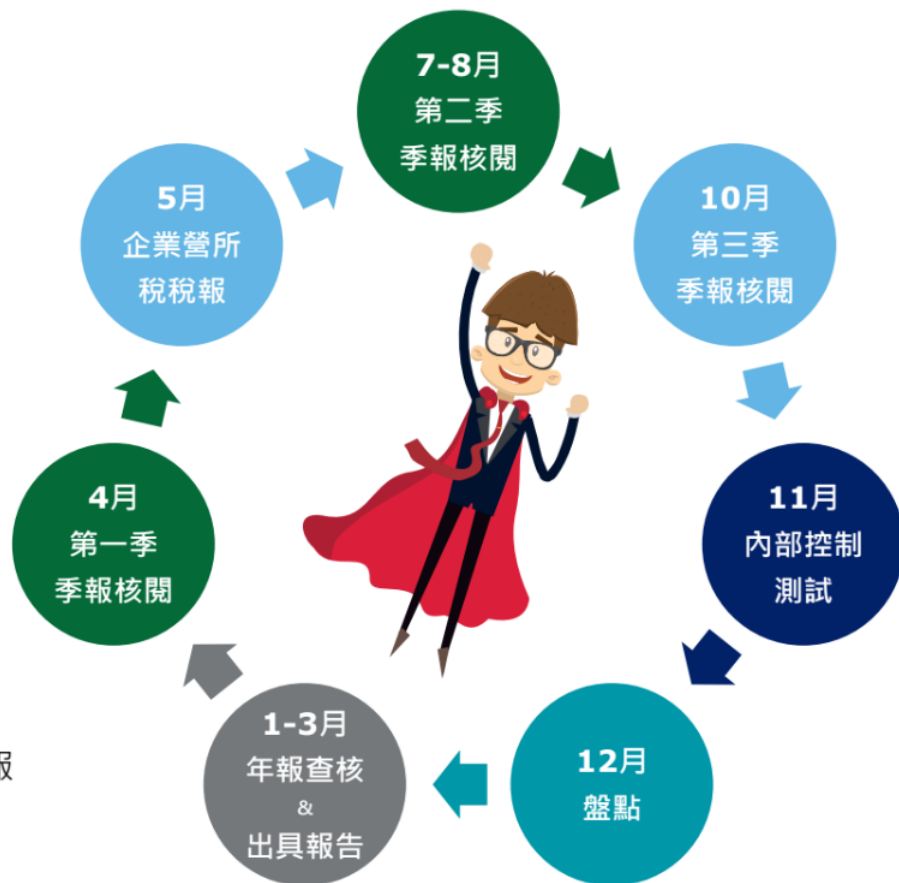 7-8月
第二季
季報核閱
5月
企業營所
稅稅報
10月
第三季
季報核閱
4月
第一季
季報核閱
11月
內部控制
測試
1-3月
年報查核
&
出具報告
12月
盤點
報